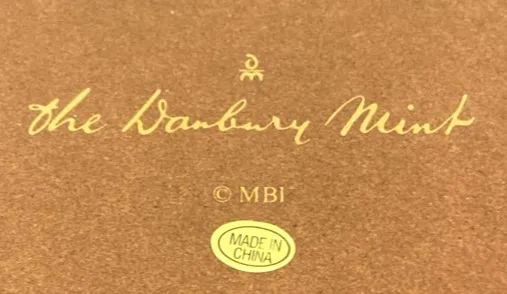 The Danbury Mint
© MBI
MADE IN
CHINA